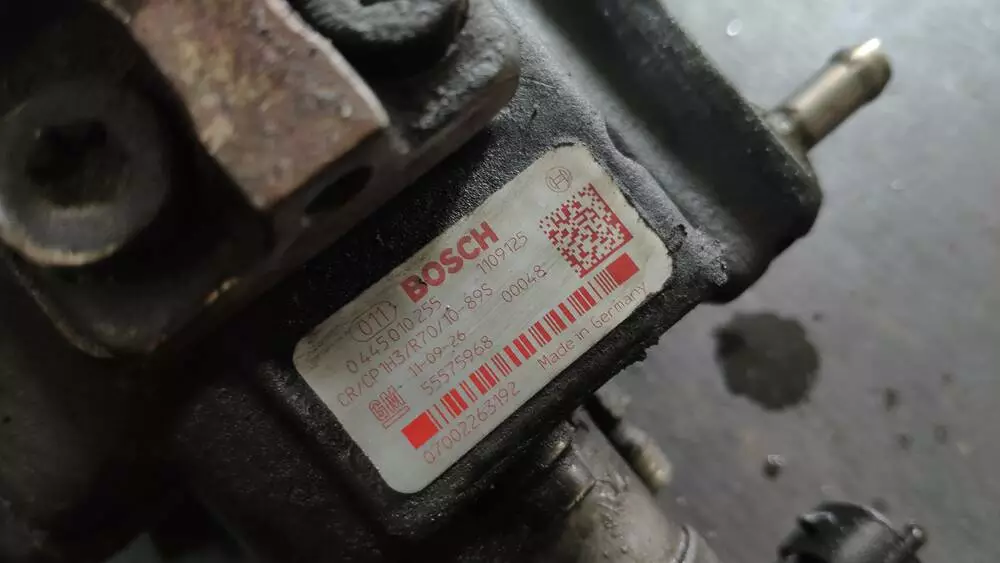 BOSCH
011
0 445 010 255 1109125
CR/CP1H3/R70/10-89S
11-09-26 00048
GM 55575968
Made in Germany
07002263192